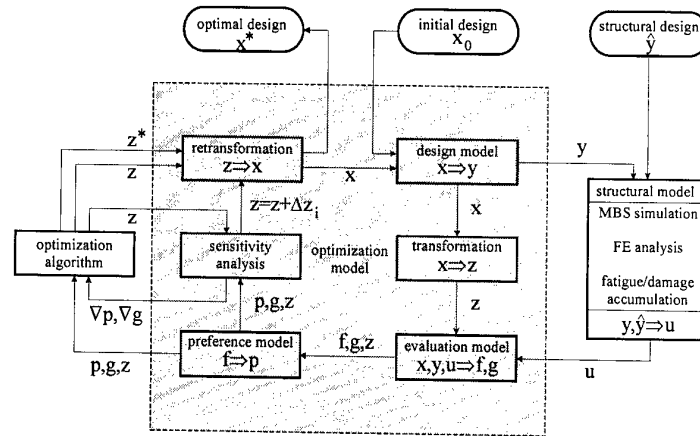 optimal design
x*
initial design
x₀
structural design
ŷ
z*
z
retransformation
z⇒x
x
design model
x⇒y
y
z=z+Δzᵢ
x
structural model
MBS simulation
FE analysis
fatigue/damage
accumulation
y,ŷ⇒u
z
optimization
algorithm
sensitivity
analysis
optimization
model
transformation
x⇒z
∇p,∇g
p,g,z
z
preference model
f⇒p
f,g,z
evaluation model
x,y,u⇒f,g
p,g,z
u